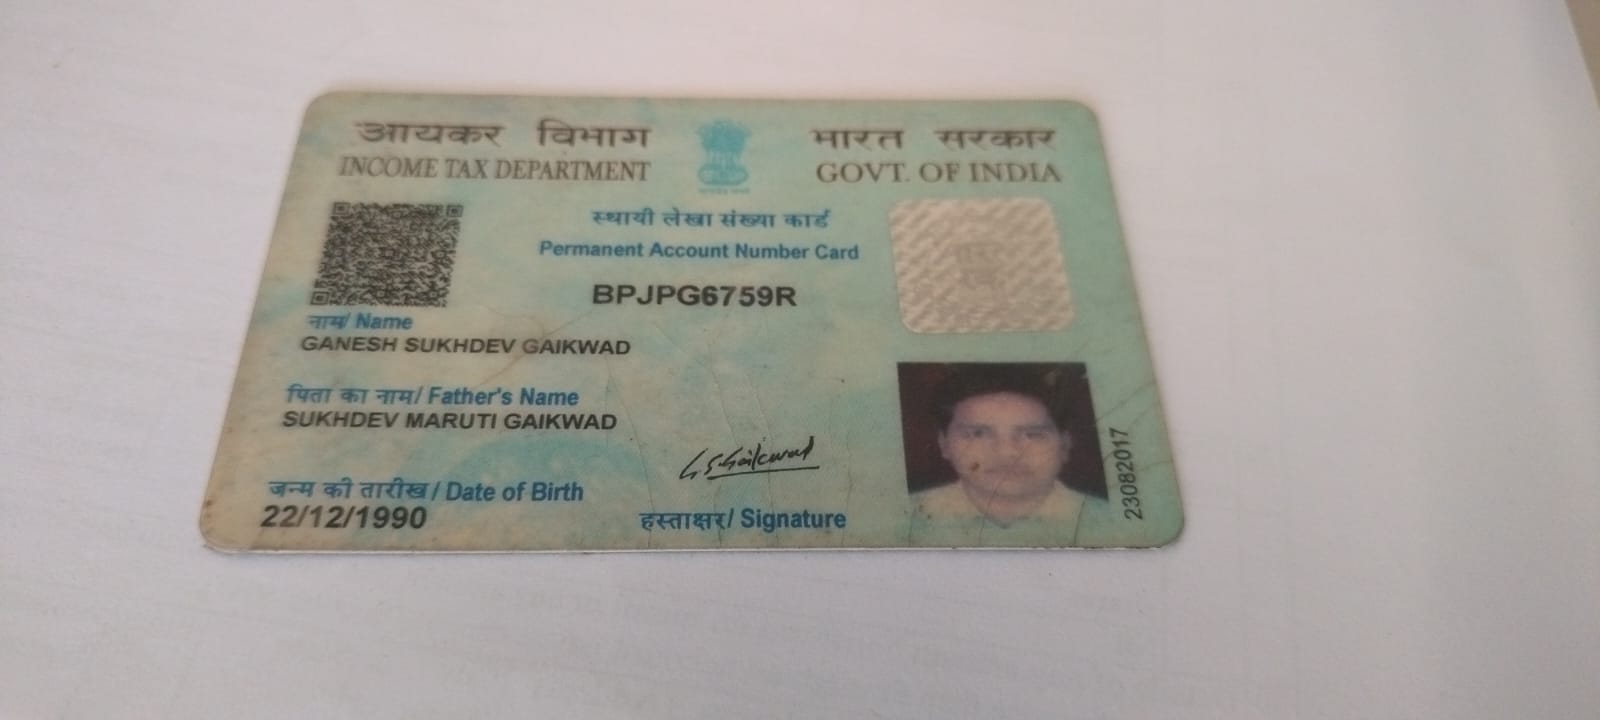 आयकर विभाग
INCOME TAX DEPARTMENT
भारत सरकार
GOVT. OF INDIA
स्थायी लेखा संख्या कार्ड
Permanent Account Number Card
BPJPG6759R
नाम/ Name
GANESH SUKHDEV GAIKWAD
पिता का नाम/ Father's Name
SUKHDEV MARUTI GAIKWAD
जन्म की तारीख/ Date of Birth
22/12/1990
G.S.Gaikwad
हस्ताक्षर/ Signature
23082017